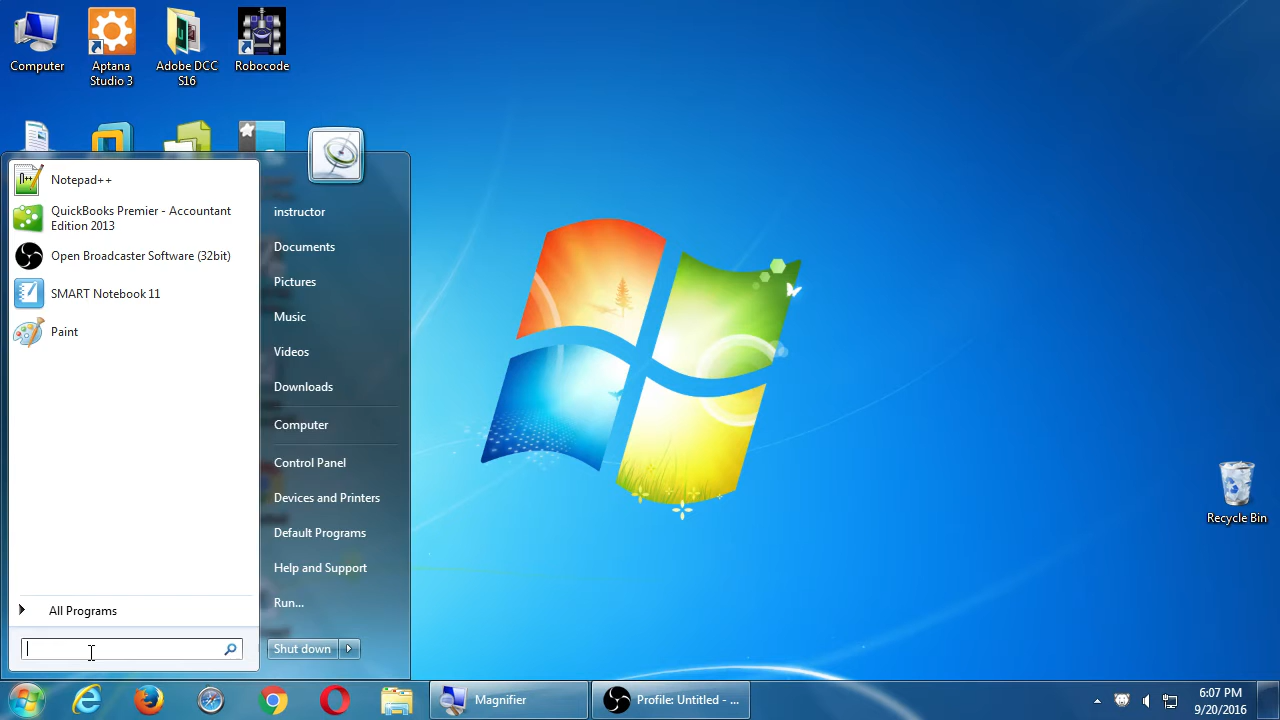 Computer
Aptana
Studio 3
Adobe DCC
S16
Robocode
Notepad++
QuickBooks Premier - Accountant
Edition 2013
Open Broadcaster Software (32bit)
SMART Notebook 11
Paint
All Programs
instructor
Documents
Pictures
Music
Videos
Downloads
Computer
Control Panel
Devices and Printers
Default Programs
Help and Support
Run...
Shut down
Recycle Bin
Magnifier
Profile: Untitled - ...
6:07 PM
9/20/2016